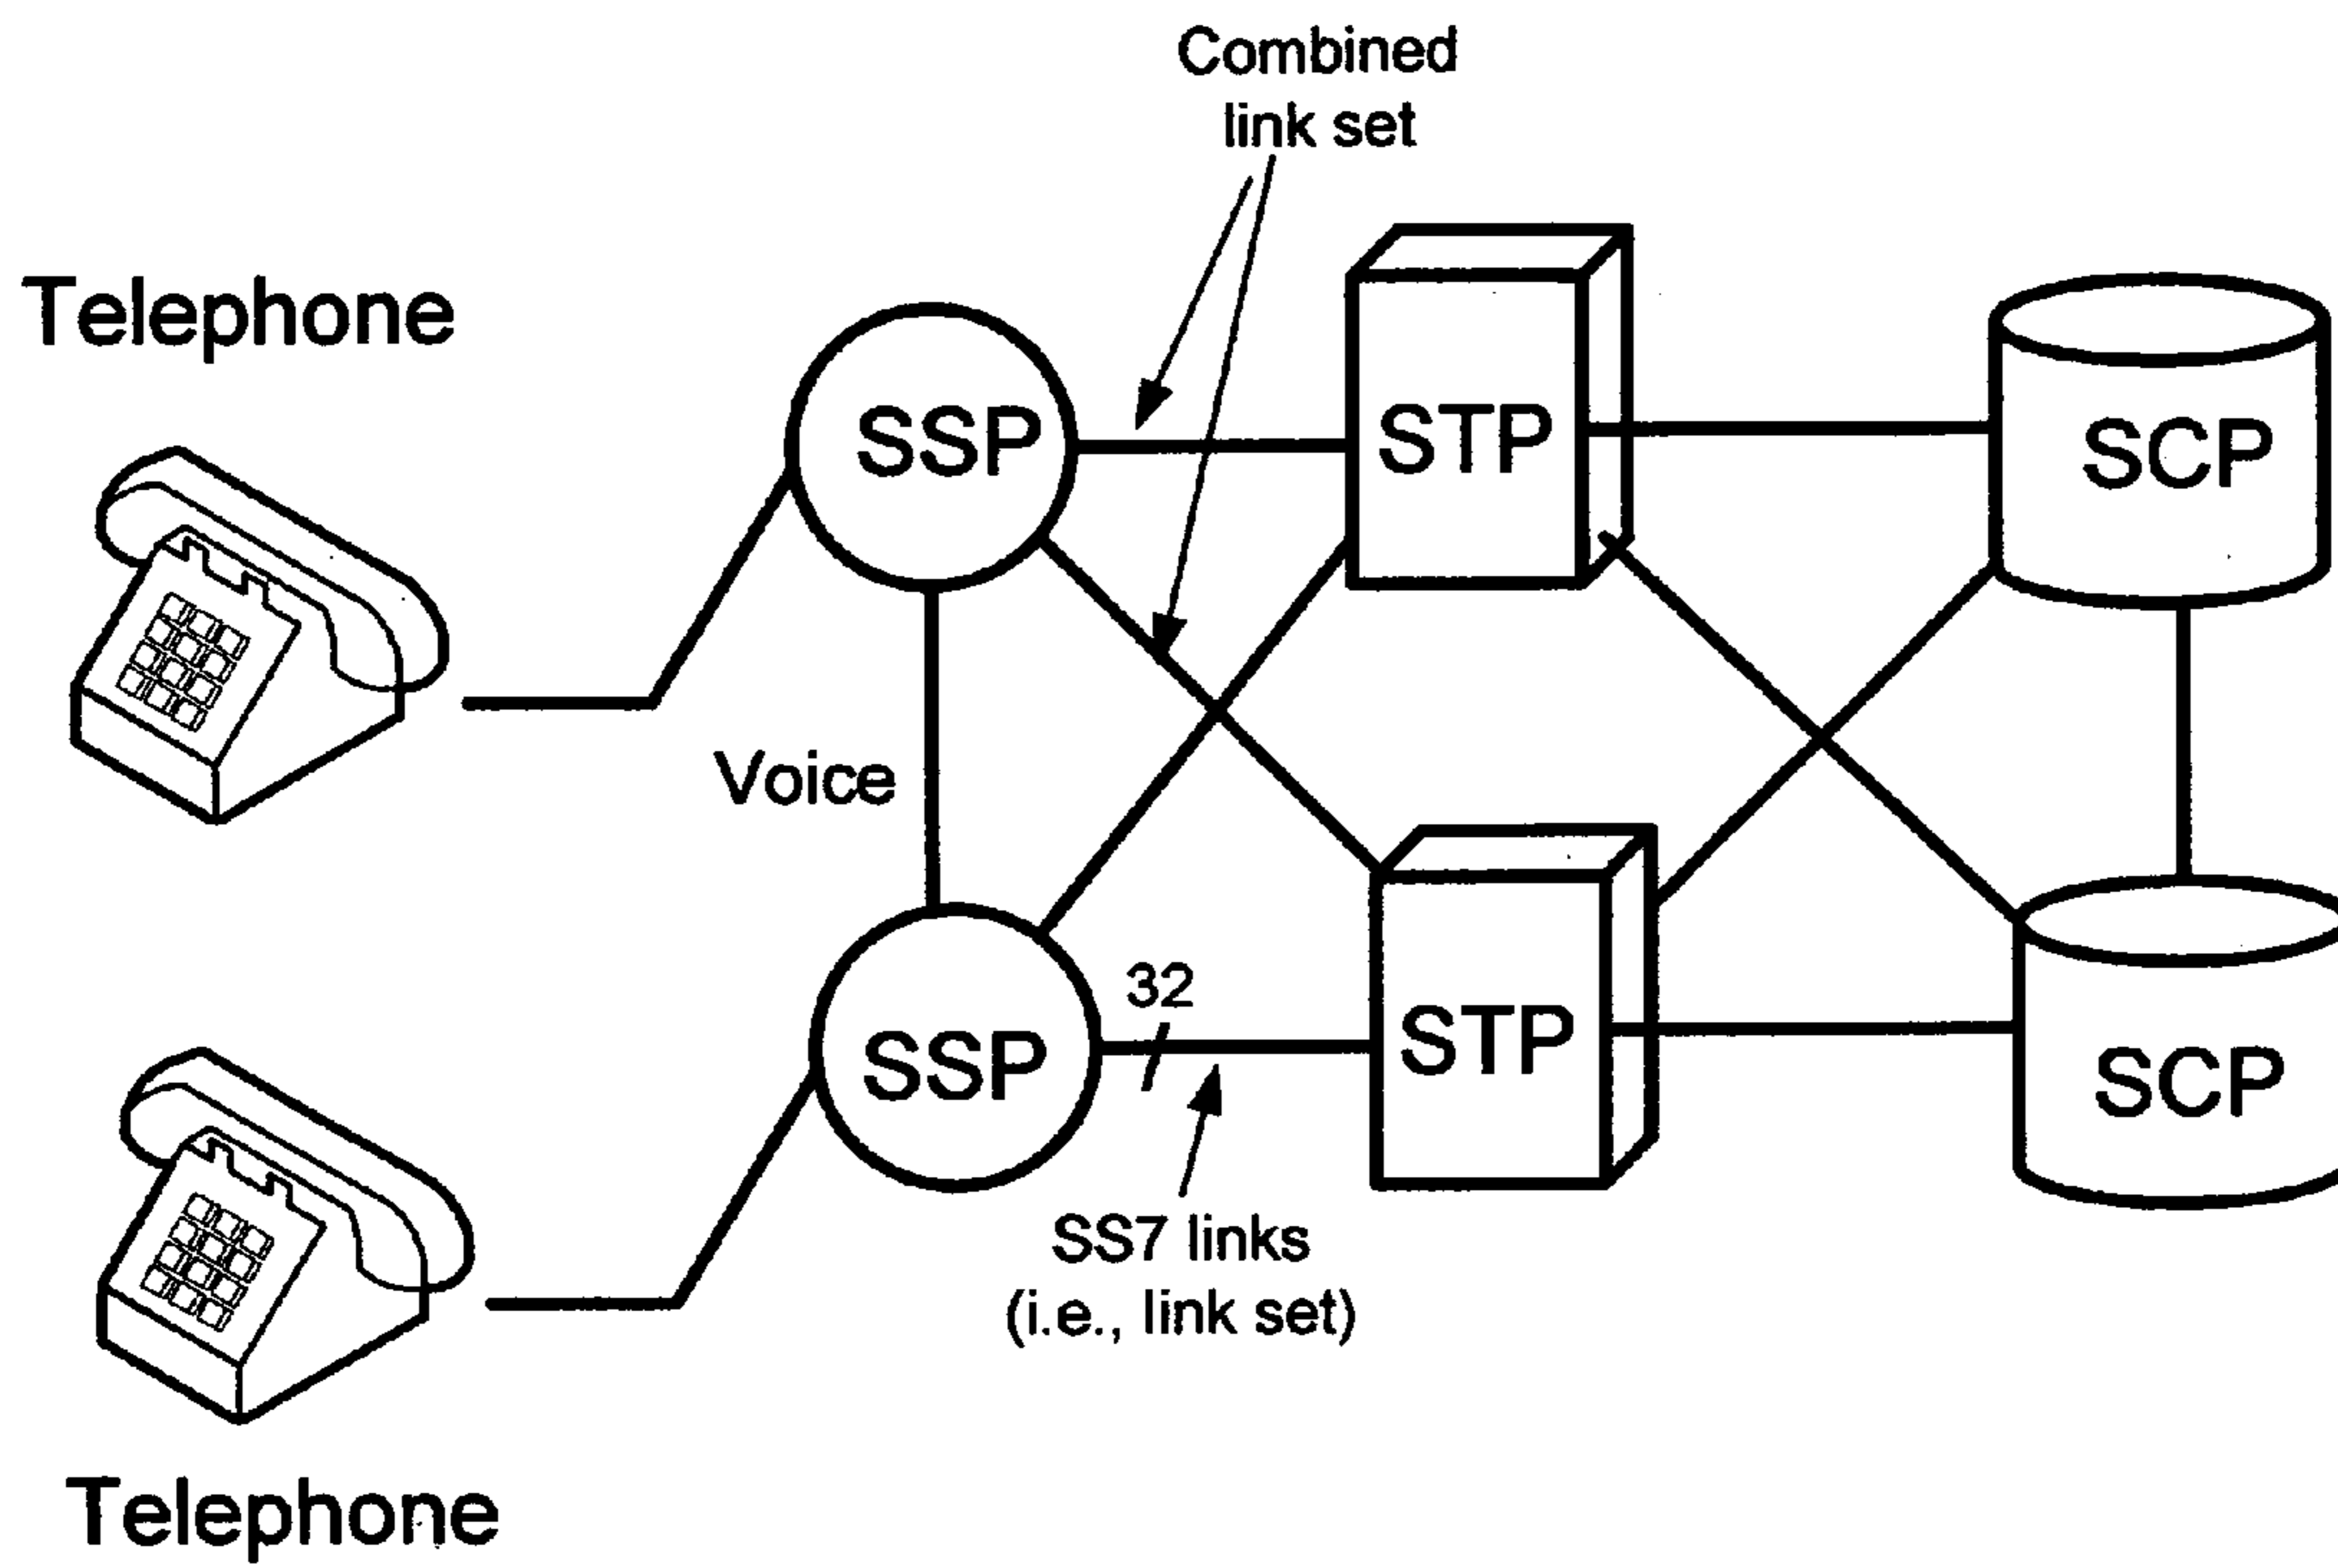 Combined
link set
Telephone
SSP
STP
SCP
Voice
32
SSP
STP
SCP
SS7 links
(i.e., link set)
Telephone